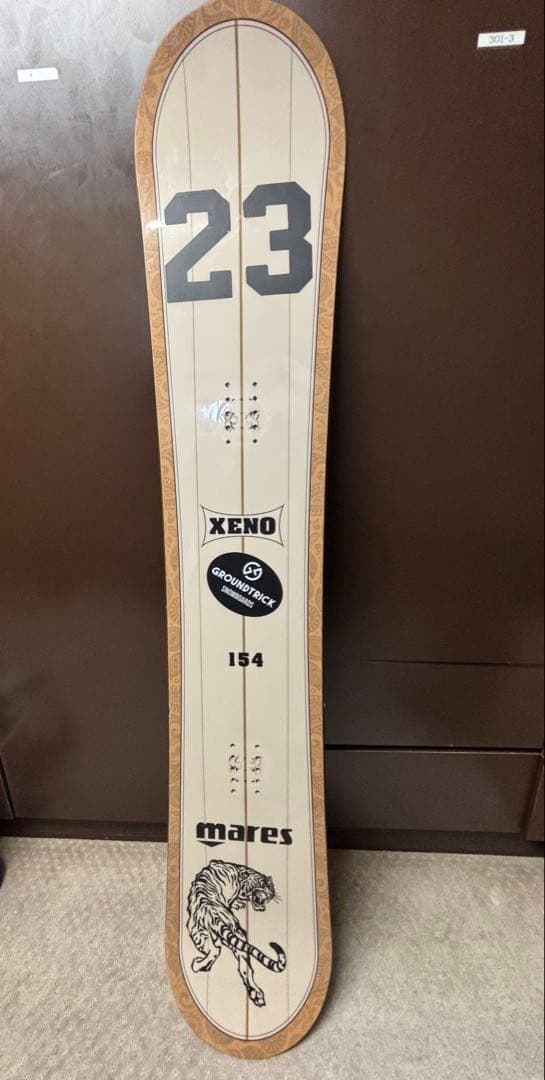 301-3
23
XENO
GROUNDTRICK
SNOWBOARDS
154
mares